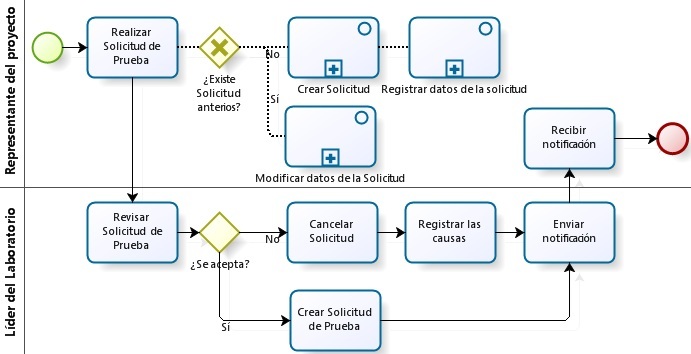 Representante del proyecto
Realizar
Solicitud de
Prueba
¿Existe
Solicitud
anterios?
No
Sí
Crear Solicitud
Registrar datos de la solicitud
Modificar datos de la Solicitud
Recibir
notificación
Líder del Laboratorio
Revisar
Solicitud de
Prueba
¿Se acepta?
No
Sí
Cancelar
Solicitud
Registrar las
causas
Enviar
notificación
Crear Solicitud
de Prueba